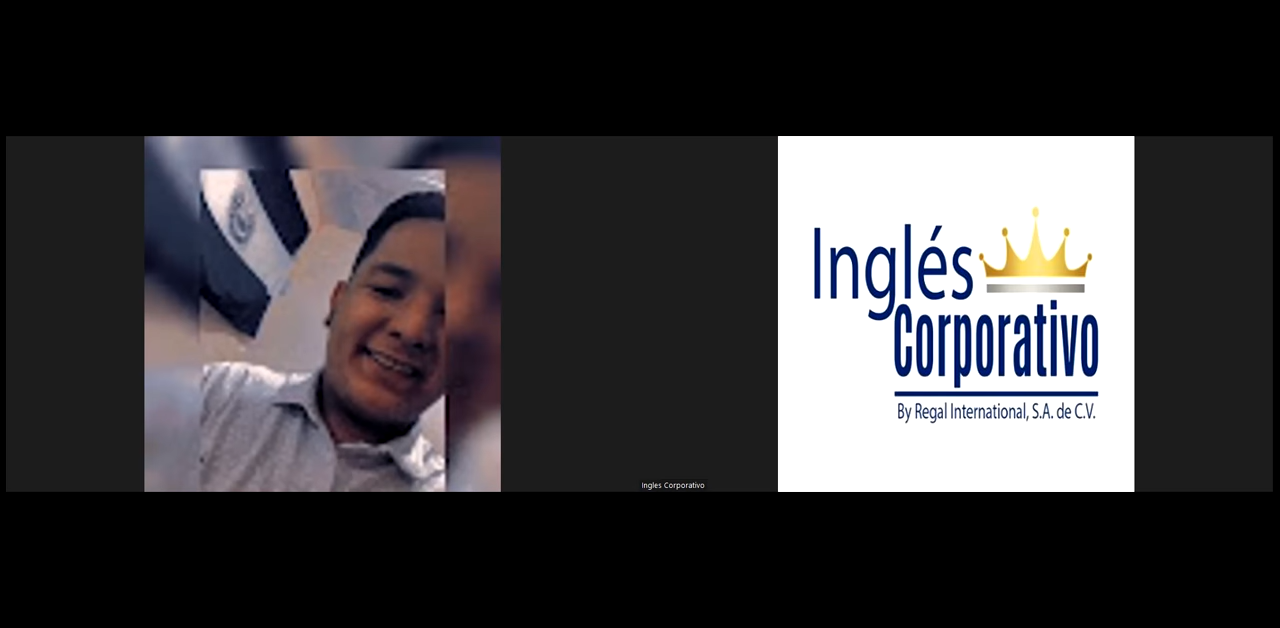 Inglés
Corporativo
By Regal International, S.A. de C.V.
Ingles Corporativo